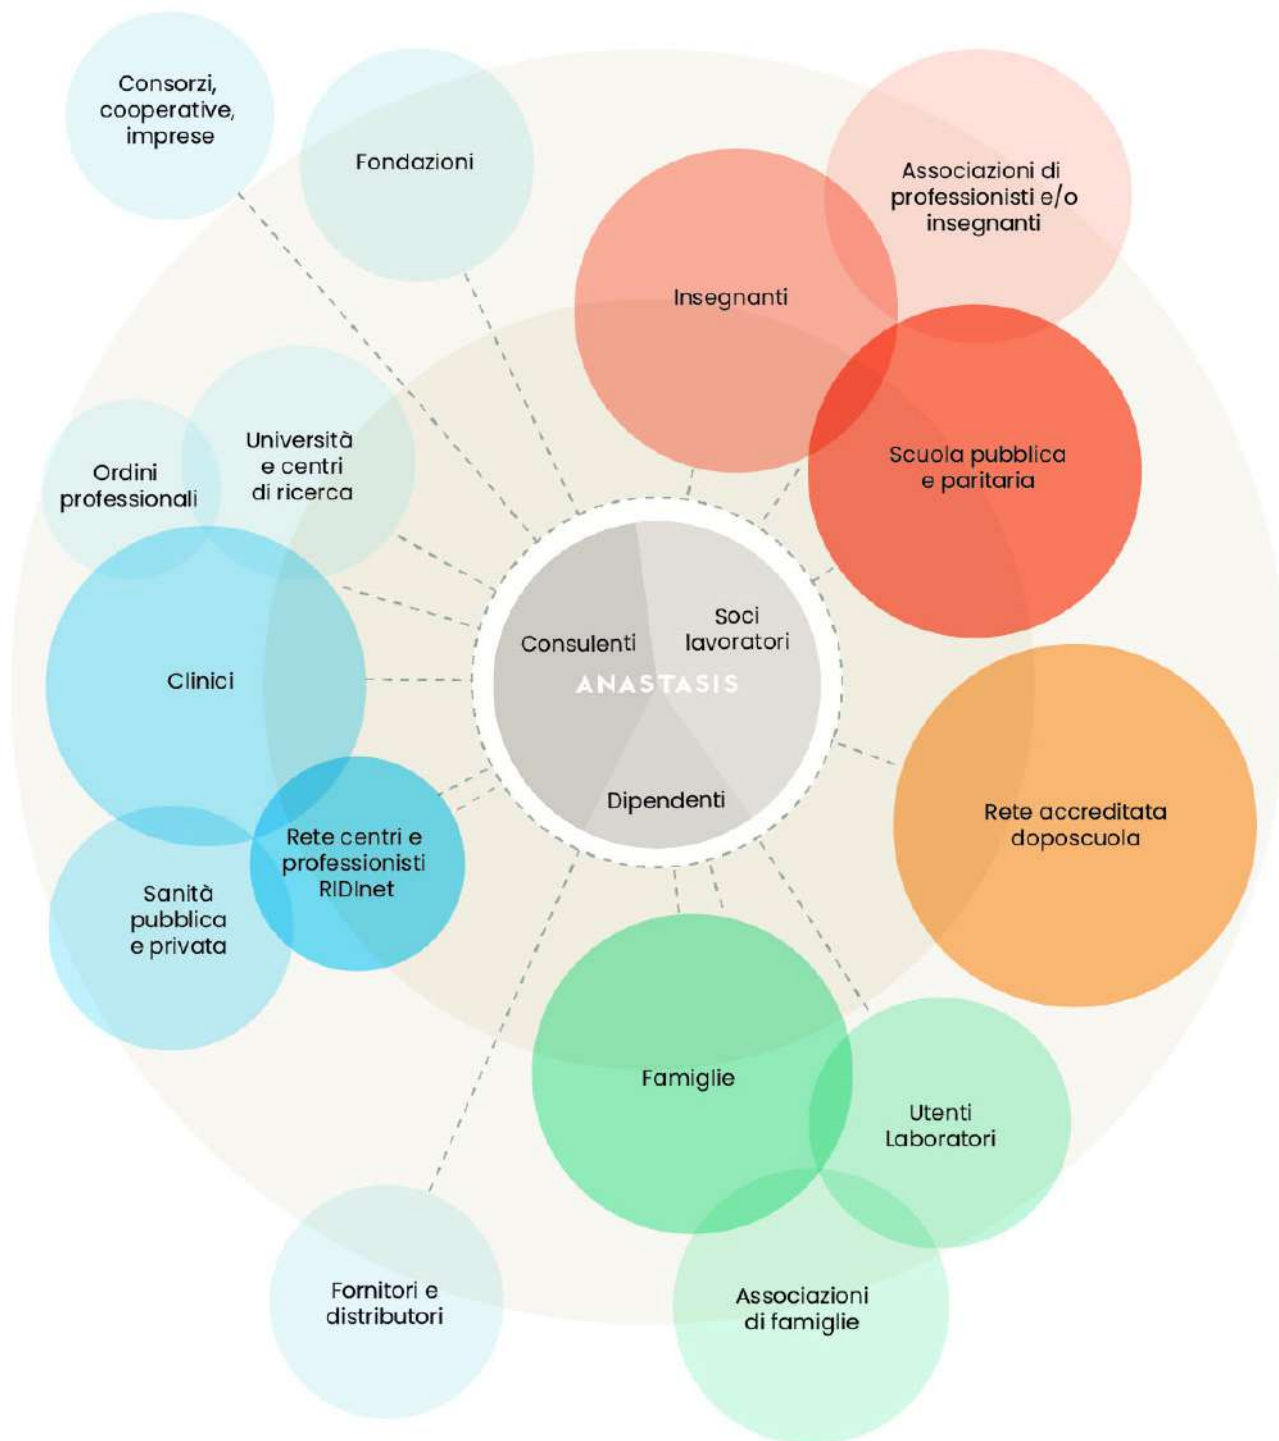 Consorzi,
cooperative,
imprese
Fondazioni
Associazioni di
professionisti e/o
insegnanti
Insegnanti
Scuola pubblica
e paritaria
Università
e centri
di ricerca
Ordini
professionali
Clinici
Consulenti
Soci
lavoratori
ANASTASIS
Dipendenti
Rete accreditata
doposcuola
Rete centri e
professionisti
RIDInet
Sanità
pubblica
e privata
Famiglie
Utenti
Laboratori
Fornitori e
distributori
Associazioni
di famiglie